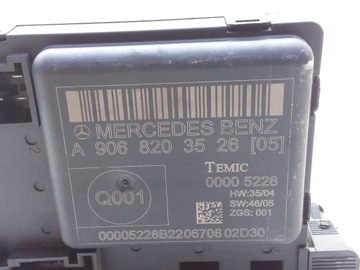 MERCEDES BENZ
A 906 820 35 26 [05]
TEMIC
Q001
0000 5228
HW:35/04
SW:46/05
ZGS: 001
00005228B2206706 02D30